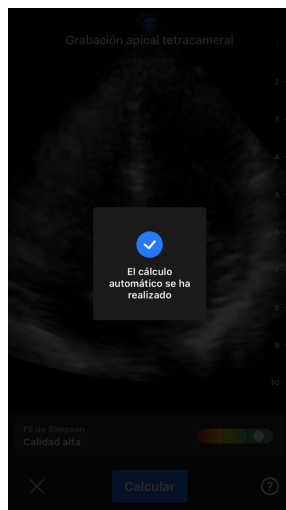 Grabación apical tetracameral
2
3
4
5
6
7
8
9
10
El cálculo
automático se ha
realizado
FE de Simpson
Calidad alta
Calcular
?